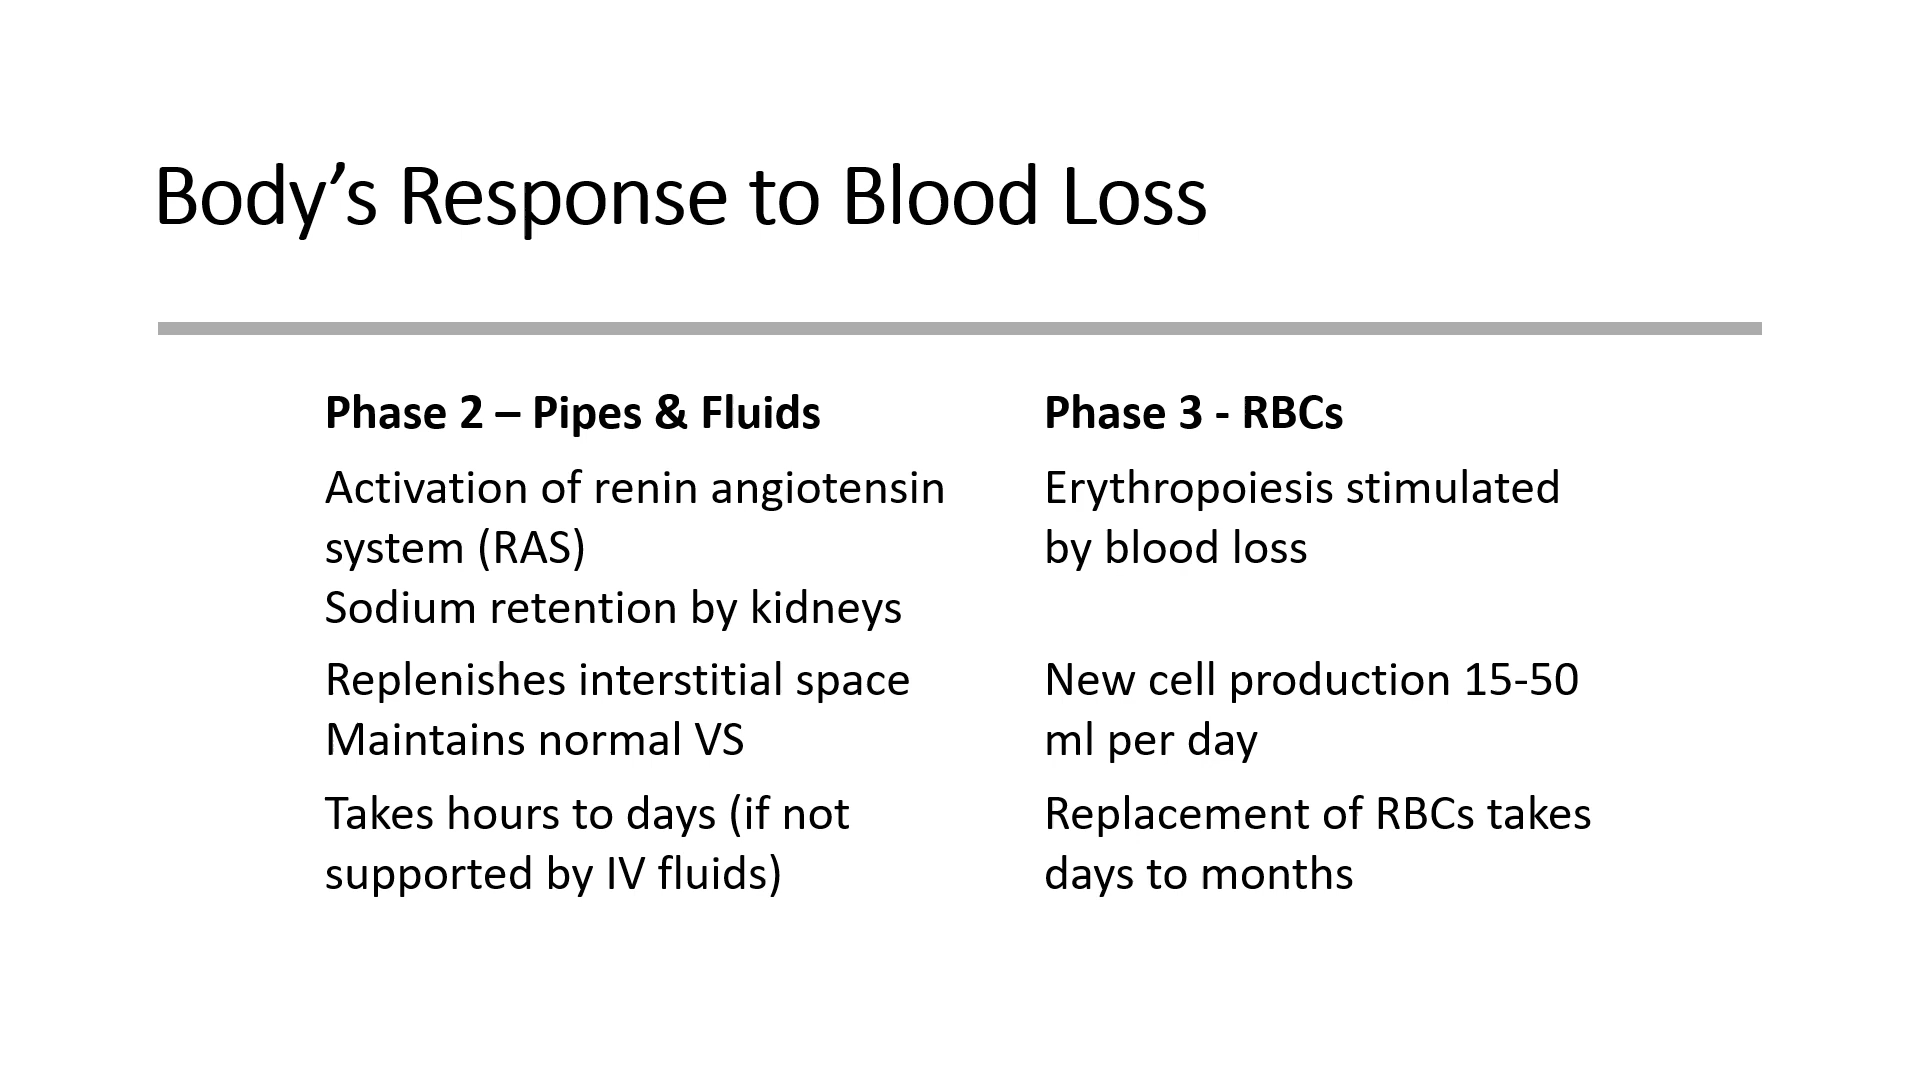 Body’s Response to Blood Loss
Phase 2 – Pipes & Fluids
Activation of renin angiotensin
system (RAS)
Sodium retention by kidneys
Replenishes interstitial space
Maintains normal VS
Takes hours to days (if not
supported by IV fluids)
Phase 3 - RBCs
Erythropoiesis stimulated
by blood loss
New cell production 15-50
ml per day
Replacement of RBCs takes
days to months